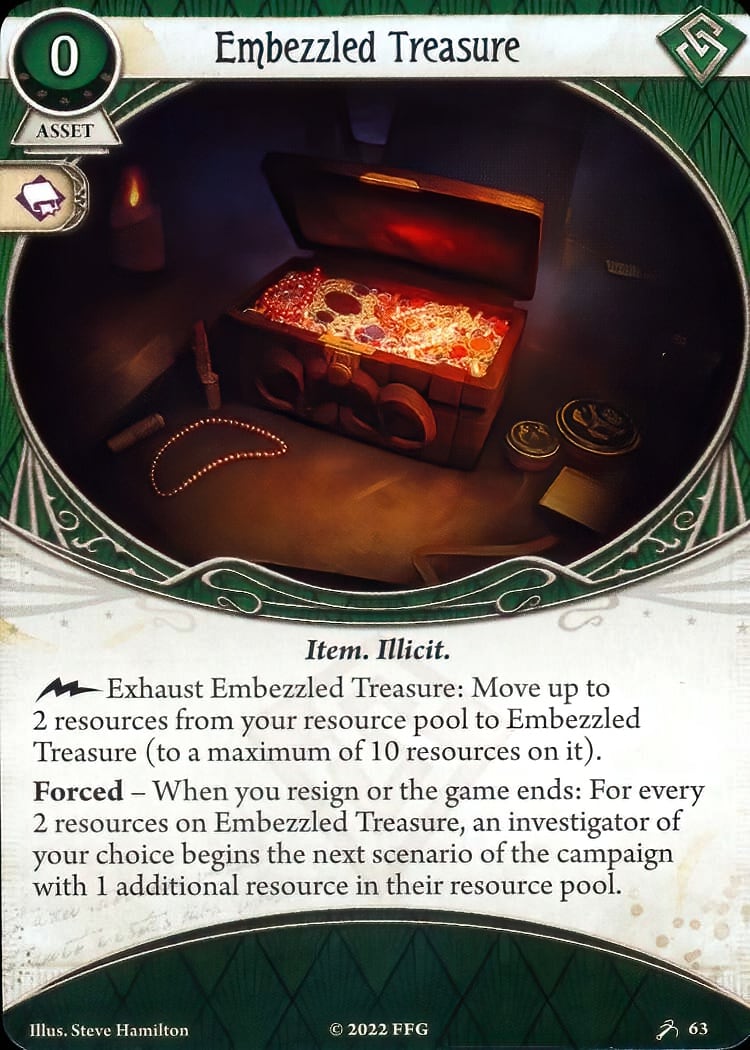 0
Embezzled Treasure
ASSET
Item. Illicit.
Exhaust Embezzled Treasure: Move up to
2 resources from your resource pool to Embezzled
Treasure (to a maximum of 10 resources on it).
Forced – When you resign or the game ends: For every
2 resources on Embezzled Treasure, an investigator of
your choice begins the next scenario of the campaign
with 1 additional resource in their resource pool.
Illus. Steve Hamilton
© 2022 FFG
63